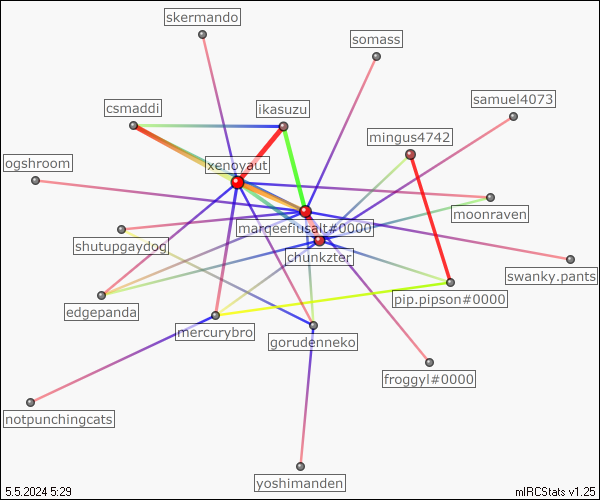 skermando
somass
samuel4073
csmaddi
ikasuzu
mingus4742
ogshroom
xenoyaut
moonraven
marqeefiusalt#0000
shutupgaydog
chunkzter
swanky.pants
edgepanda
pip.pipson#0000
mercurybro
gorudenneko
froggyl#0000
notpunchingcats
yoshimanden
5.5.2024 5:29
mIRCStats v1.25